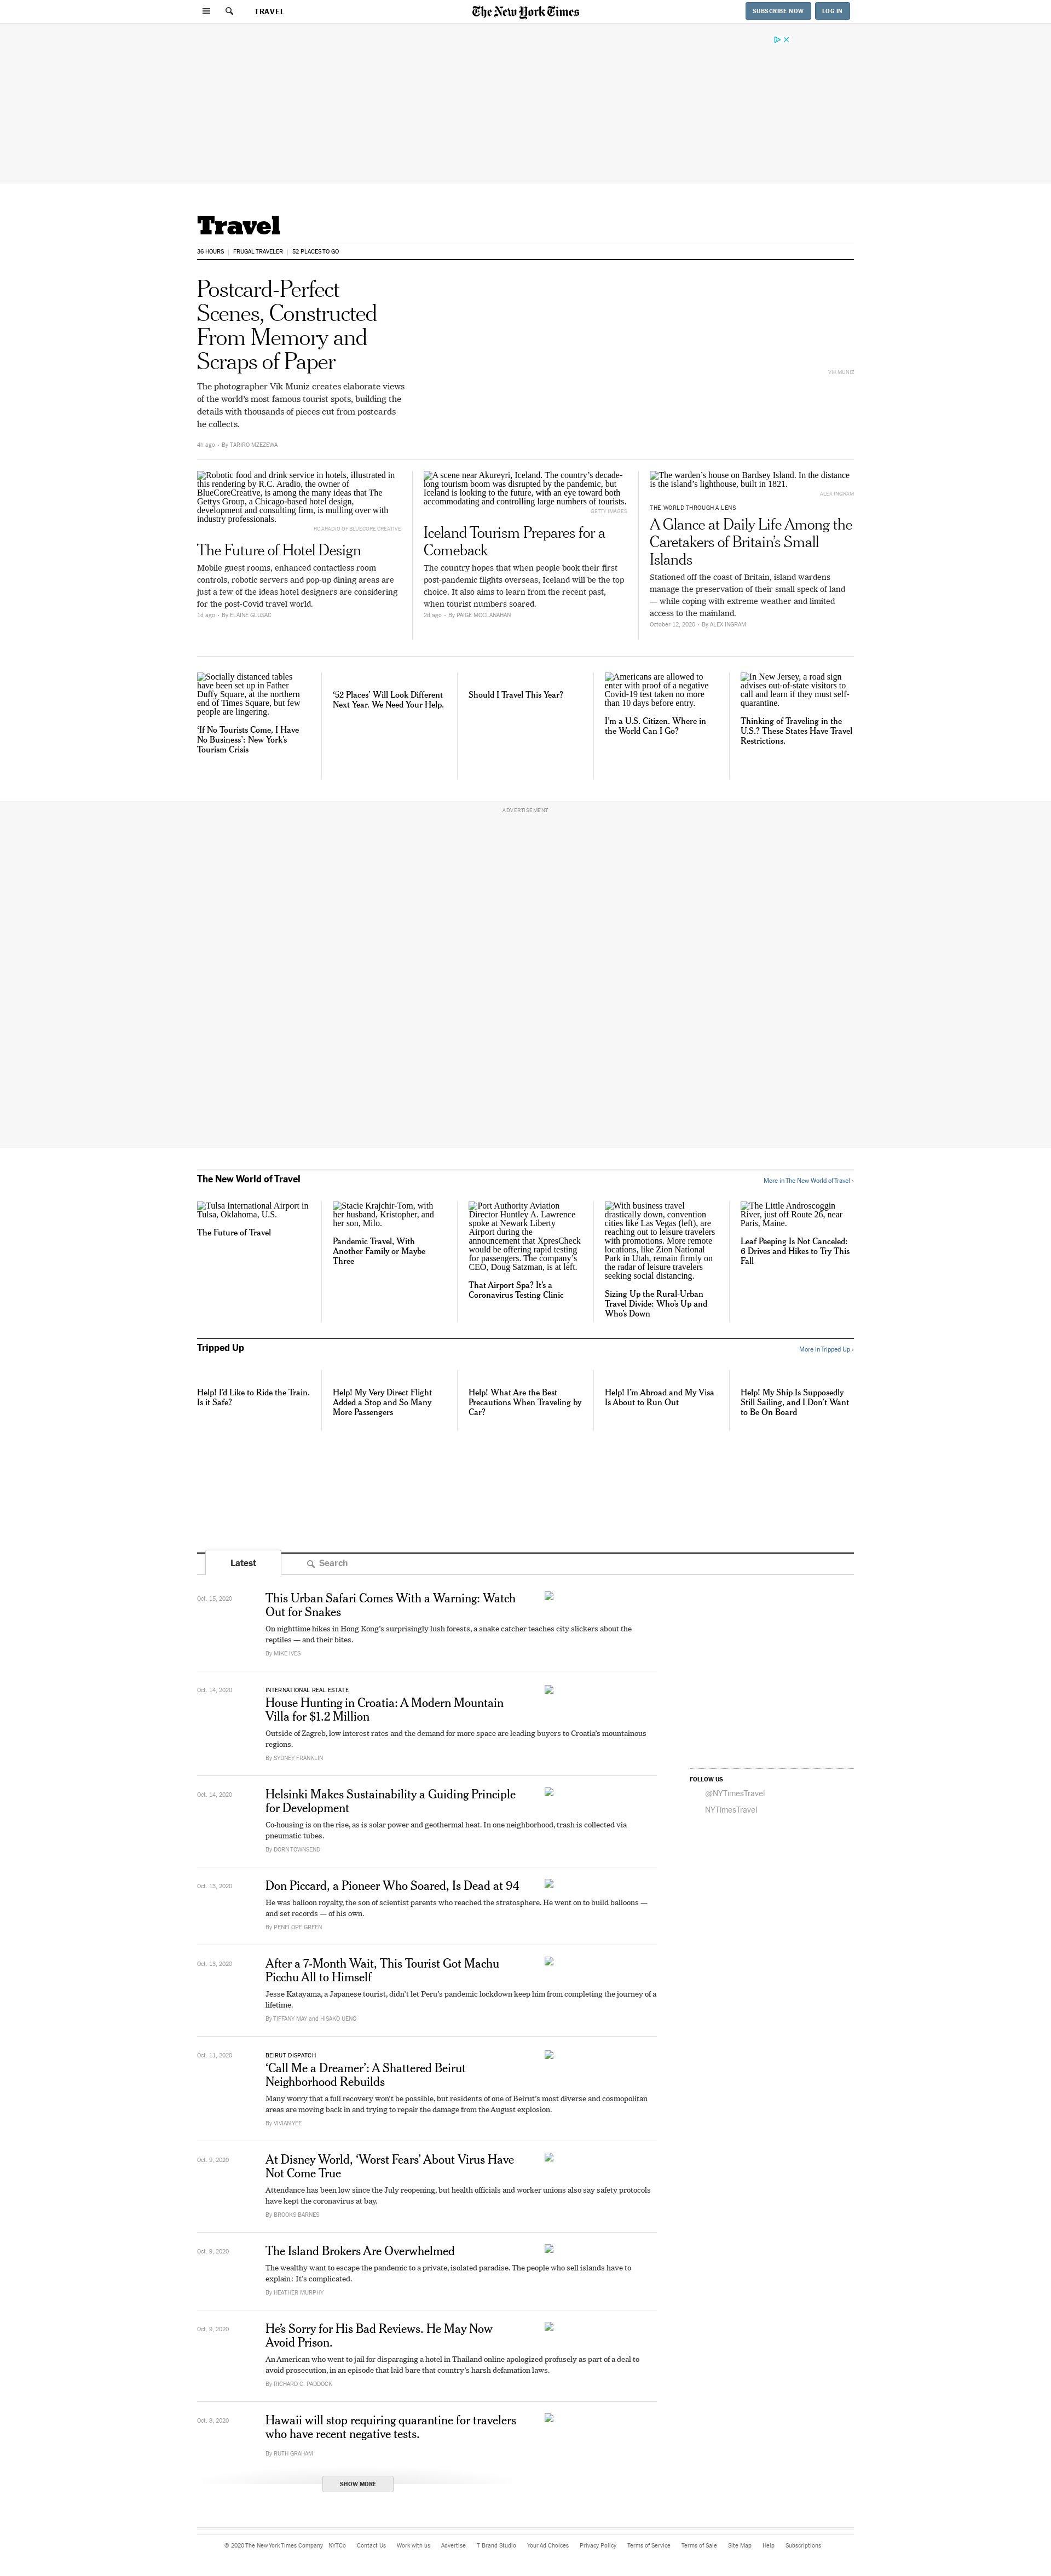 TRAVEL
The New York Times
SUBSCRIBE NOW
LOG IN
Travel
36 HOURS
FRUGAL TRAVELER
52 PLACES TO GO
Postcard-Perfect
Scenes, Constructed
From Memory and
Scraps of Paper
The photographer Vik Muniz creates elaborate views
of the world's most famous tourist spots, building the
details with thousands of pieces cut from postcards
he collects.
4h ago • By TARIRO MZEZEWA
VIK MUNIZ
Robotic food and drink service in hotels, illustrated in
this rendering by R.C. Aradio, the owner of
BlueCoreCreative, is among the many ideas that The
Gettys Group, a Chicago-based hotel design,
development and consulting firm, is mulling over with
industry professionals.
RC ARADIO OF BLUECORE CREATIVE
The Future of Hotel Design
Mobile guest rooms, enhanced contactless room
controls, robotic servers and pop-up dining areas are
just a few of the ideas hotel designers are considering
for the post-Covid travel world.
1d ago • By ELAINE GLUSAC
A scene near Akureyri, Iceland. The country's decade-
long tourism boom was disrupted by the pandemic, but
Iceland is looking to the future, with an eye toward both
accommodating and controlling large numbers of tourists.
GETTY IMAGES
Iceland Tourism Prepares for a
Comeback
The country hopes that when people book their first
post-pandemic flights overseas, Iceland will be the top
choice. It also aims to learn from the recent past,
when tourist numbers soared.
2d ago • By PAIGE MCCLANAHAN
The warden's house on Bardsey Island. In the distance
is the island's lighthouse, built in 1821.
ALEX INGRAM
THE WORLD THROUGH A LENS
A Glance at Daily Life Among the
Caretakers of Britain's Small
Islands
Stationed off the coast of Britain, island wardens
manage the preservation of their small speck of land
— while coping with extreme weather and limited
access to the mainland.
October 12, 2020 • By ALEX INGRAM
Socially distanced tables
have been set up in Father
Duffy Square, at the northern
end of Times Square, but few
people are lingering.
'If No Tourists Come, I Have
No Business': New York's
Tourism Crisis
'52 Places' Will Look Different
Next Year. We Need Your Help.
Should I Travel This Year?
Americans are allowed to
enter with proof of a negative
Covid-19 test taken no more
than 10 days before entry.
I'm a U.S. Citizen. Where in
the World Can I Go?
In New Jersey, a road sign
advises out-of-state visitors to
call and learn if they must self-
quarantine.
Thinking of Traveling in the
U.S.? These States Have Travel
Restrictions.
ADVERTISEMENT
The New World of Travel
More in The New World of Travel ›
Tulsa International Airport in
Tulsa, Oklahoma, U.S.
The Future of Travel
Stacie Krajchir-Tom, with
her husband, Kristopher, and
her son, Milo.
Pandemic Travel, With
Another Family or Maybe
Three
Port Authority Aviation
Director Huntley A. Lawrence
spoke at Newark Liberty
Airport during the
announcement that XpresCheck
would be offering rapid testing
for passengers. The company's
CEO, Doug Satzman, is at left.
That Airport Spa? It's a
Coronavirus Testing Clinic
With business travel
drastically down, convention
cities like Las Vegas (left), are
reaching out to leisure travelers
with promotions. More remote
locations, like Zion National
Park in Utah, remain firmly on
the radar of leisure travelers
seeking social distancing.
Sizing Up the Rural-Urban
Travel Divide: Who's Up and
Who's Down
The Little Androscoggin
River, just off Route 26, near
Paris, Maine.
Leaf Peeping Is Not Canceled:
6 Drives and Hikes to Try This
Fall
Tripped Up
More in Tripped Up ›
Help! I'd Like to Ride the Train.
Is it Safe?
Help! My Very Direct Flight
Added a Stop and So Many
More Passengers
Help! What Are the Best
Precautions When Traveling by
Car?
Help! I'm Abroad and My Visa
Is About to Run Out
Help! My Ship Is Supposedly
Still Sailing, and I Don't Want
to Be On Board
Latest
Search
Oct. 15, 2020
This Urban Safari Comes With a Warning: Watch
Out for Snakes
On nighttime hikes in Hong Kong's surprisingly lush forests, a snake catcher teaches city slickers about the
reptiles — and their bites.
By MIKE IVES
Oct. 14, 2020
INTERNATIONAL REAL ESTATE
House Hunting in Croatia: A Modern Mountain
Villa for $1.2 Million
Outside of Zagreb, low interest rates and the demand for more space are leading buyers to Croatia's mountainous
regions.
By SYDNEY FRANKLIN
Oct. 14, 2020
Helsinki Makes Sustainability a Guiding Principle
for Development
Co-housing is on the rise, as is solar power and geothermal heat. In one neighborhood, trash is collected via
pneumatic tubes.
By DORN TOWNSEND
Oct. 13, 2020
Don Piccard, a Pioneer Who Soared, Is Dead at 94
He was balloon royalty, the son of scientist parents who reached the stratosphere. He went on to build balloons —
and set records — of his own.
By PENELOPE GREEN
Oct. 13, 2020
After a 7-Month Wait, This Tourist Got Machu
Picchu All to Himself
Jesse Katayama, a Japanese tourist, didn't let Peru's pandemic lockdown keep him from completing the journey of a
lifetime.
By TIFFANY MAY and HISAKO UENO
Oct. 11, 2020
BEIRUT DISPATCH
'Call Me a Dreamer': A Shattered Beirut
Neighborhood Rebuilds
Many worry that a full recovery won't be possible, but residents of one of Beirut's most diverse and cosmopolitan
areas are moving back in and trying to repair the damage from the August explosion.
By VIVIAN YEE
Oct. 9, 2020
At Disney World, 'Worst Fears' About Virus Have
Not Come True
Attendance has been low since the July reopening, but health officials and worker unions also say safety protocols
have kept the coronavirus at bay.
By BROOKS BARNES
Oct. 9, 2020
The Island Brokers Are Overwhelmed
The wealthy want to escape the pandemic to a private, isolated paradise. The people who sell islands have to
explain: It's complicated.
By HEATHER MURPHY
Oct. 9, 2020
He's Sorry for His Bad Reviews. He May Now
Avoid Prison.
An American who went to jail for disparaging a hotel in Thailand online apologized profusely as part of a deal to
avoid prosecution, in an episode that laid bare that country's harsh defamation laws.
By RICHARD C. PADDOCK
Oct. 8, 2020
Hawaii will stop requiring quarantine for travelers
who have recent negative tests.
By RUTH GRAHAM
SHOW MORE
FOLLOW US
@NYTimesTravel
NYTimesTravel
© 2020 The New York Times Company NYTCo Contact Us Work with us Advertise T Brand Studio Your Ad Choices Privacy Policy Terms of Service Terms of Sale Site Map Help Subscriptions